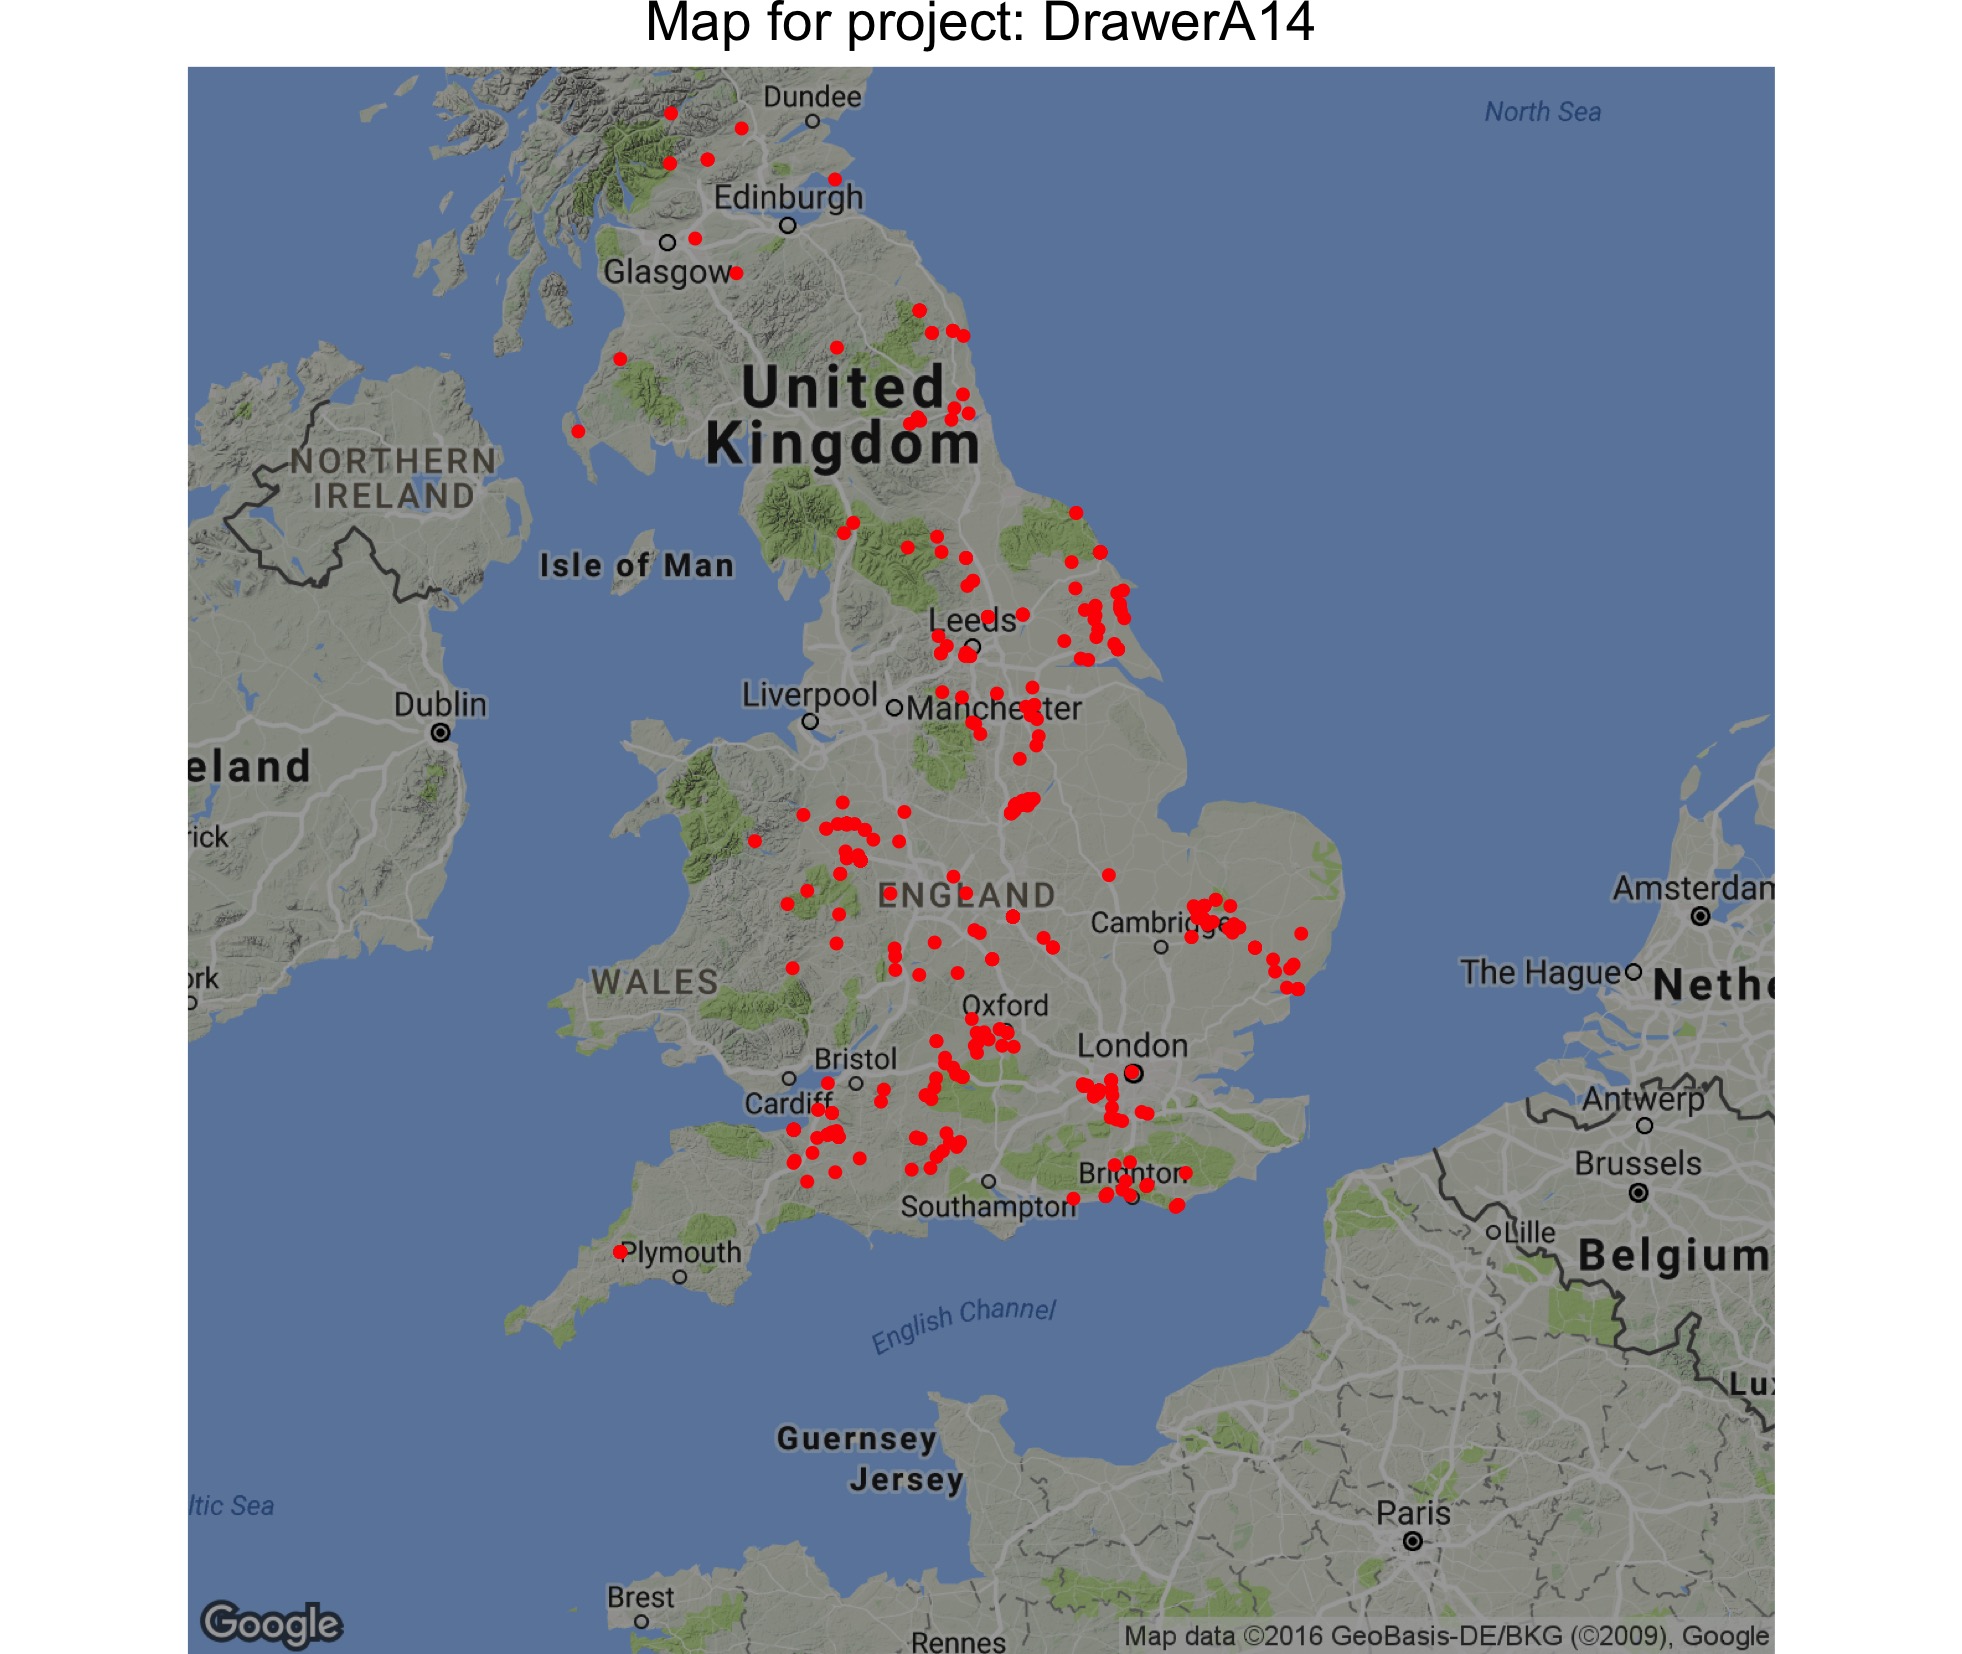 Map for project: DrawerA14
Dundee
North Sea
Edinburgh
Glasgow
United
Kingdom
NORTHERN
IRELAND
Isle of Man
Leeds
Dublin
Liverpool
Manchester
eland
rick
Amsterdam
ENGLAND
Cambridge
ork
WALES
The Hague
Nethe
Oxford
London
Bristol
Cardiff
Antwerp
Brussels
Brighton
Southampton
Lille
Plymouth
Belgium
English Channel
Lu
Guernsey
Jersey
ltic Sea
Paris
Brest
Google
Rennes
Map data ©2016 GeoBasis-DE/BKG (©2009), Google